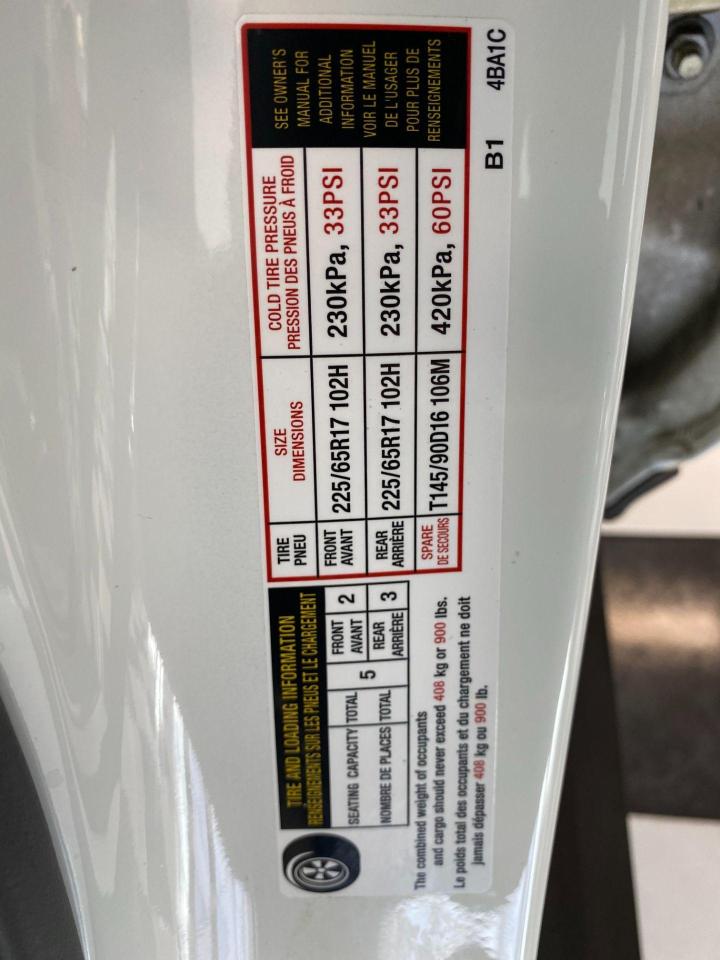 TIRE AND LOADING INFORMATION
RENSEIGNEMENTS SUR LES PNEUS ET LE CHARGEMENT
SEATING CAPACITY TOTAL 5 FRONT 2
NOMBRE DE PLACES TOTAL AVANT
REAR 3
ARRIÈRE
The combined weight of occupants
and cargo should never exceed 408 kg or 900 lbs.
Le poids total des occupants et du chargement ne doit
jamais dépasser 408 kg ou 900 lb.
TIRE SIZE COLD TIRE PRESSURE
PNEU DIMENSIONS PRESSION DES PNEUS À FROID
FRONT
AVANT 225/65R17 102H 230kPa, 33PSI
REAR
ARRIÈRE 225/65R17 102H 230kPa, 33PSI
SPARE
DE SECOURS T145/90D16 106M 420kPa, 60PSI
SEE OWNER'S
MANUAL FOR
ADDITIONAL
INFORMATION
VOIR LE MANUEL
DE L'USAGER
POUR PLUS DE
RENSEIGNEMENTS
B1 4BA1C